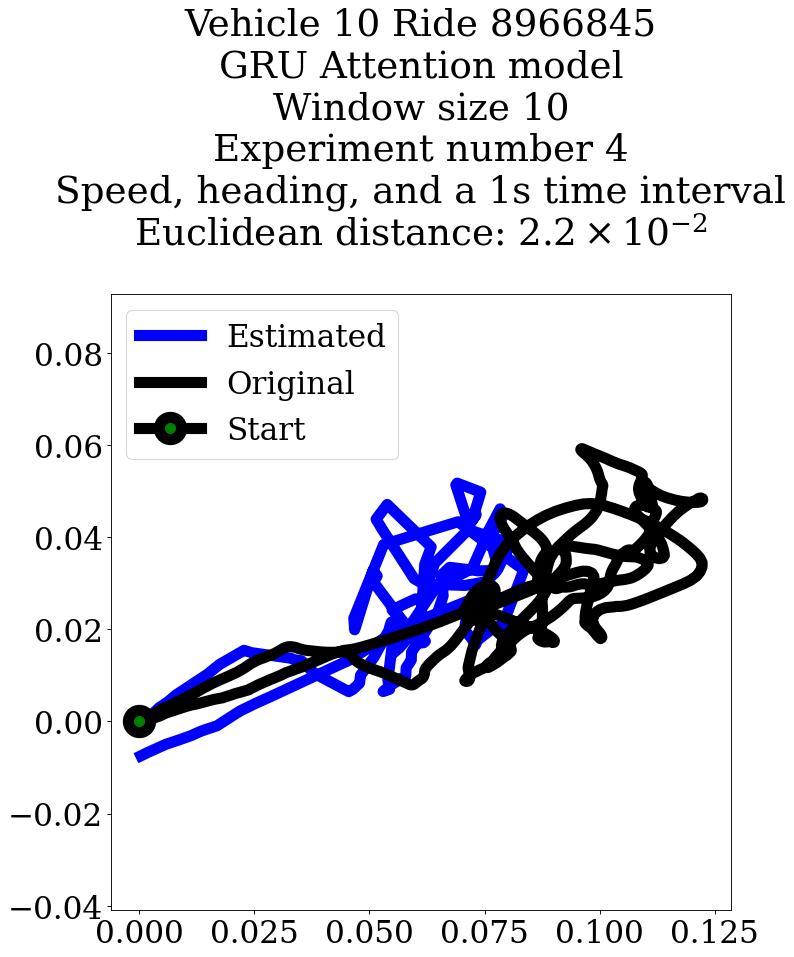 Vehicle 10 Ride 8966845
GRU Attention model
Window size 10
Experiment number 4
Speed, heading, and a 1s time interval
Euclidean distance: 2.2 × 10⁻²
Estimated
Original
Start
0.08
0.06
0.04
0.02
0.00
−0.02
−0.04
0.000 0.025 0.050 0.075 0.100 0.125